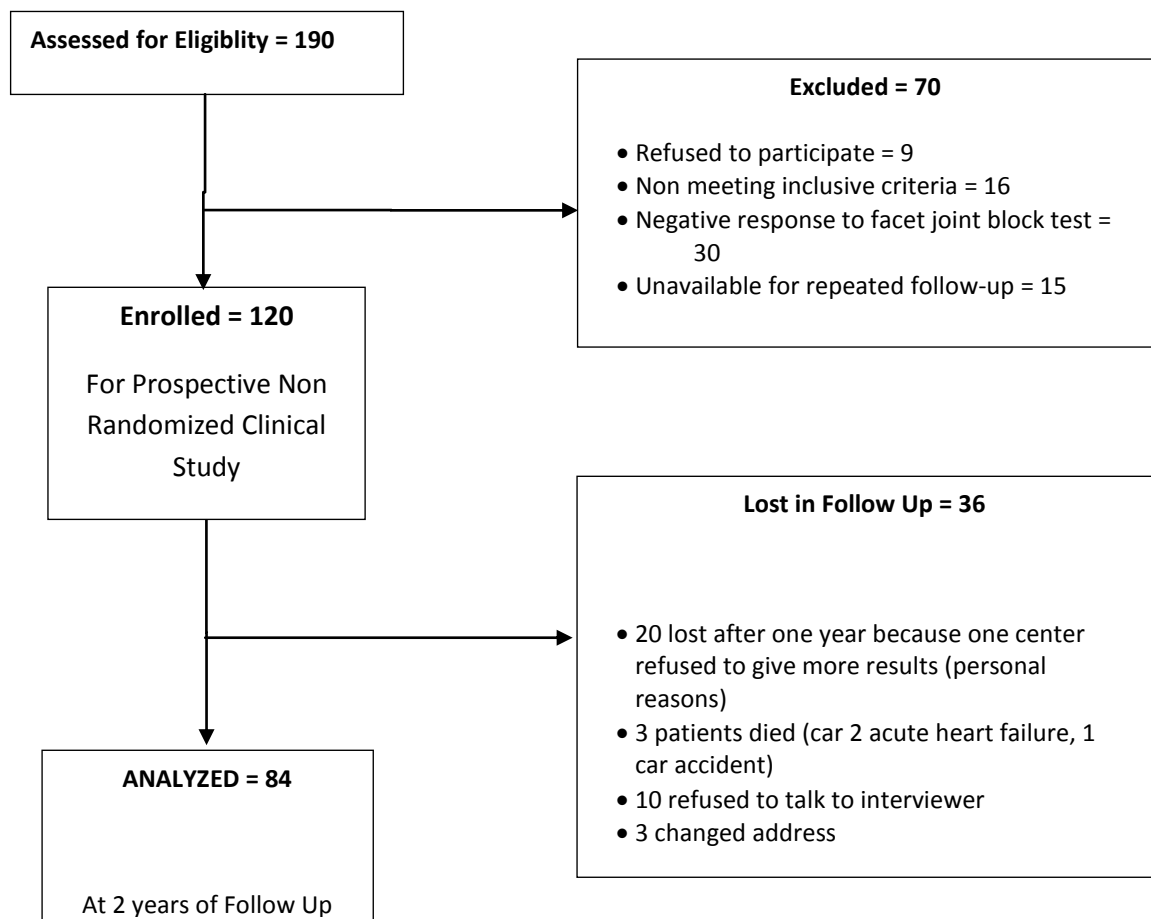 Assessed for Eligiblity = 190
Excluded = 70
• Refused to participate = 9
• Non meeting inclusive criteria = 16
• Negative response to facet joint block test =
30
• Unavailable for repeated follow-up = 15
Enrolled = 120
For Prospective Non
Randomized Clinical
Study
Lost in Follow Up = 36
• 20 lost after one year because one center
refused to give more results (personal
reasons)
• 3 patients died (car 2 acute heart failure, 1
car accident)
• 10 refused to talk to interviewer
• 3 changed address
ANALYZED = 84
At 2 years of Follow Up